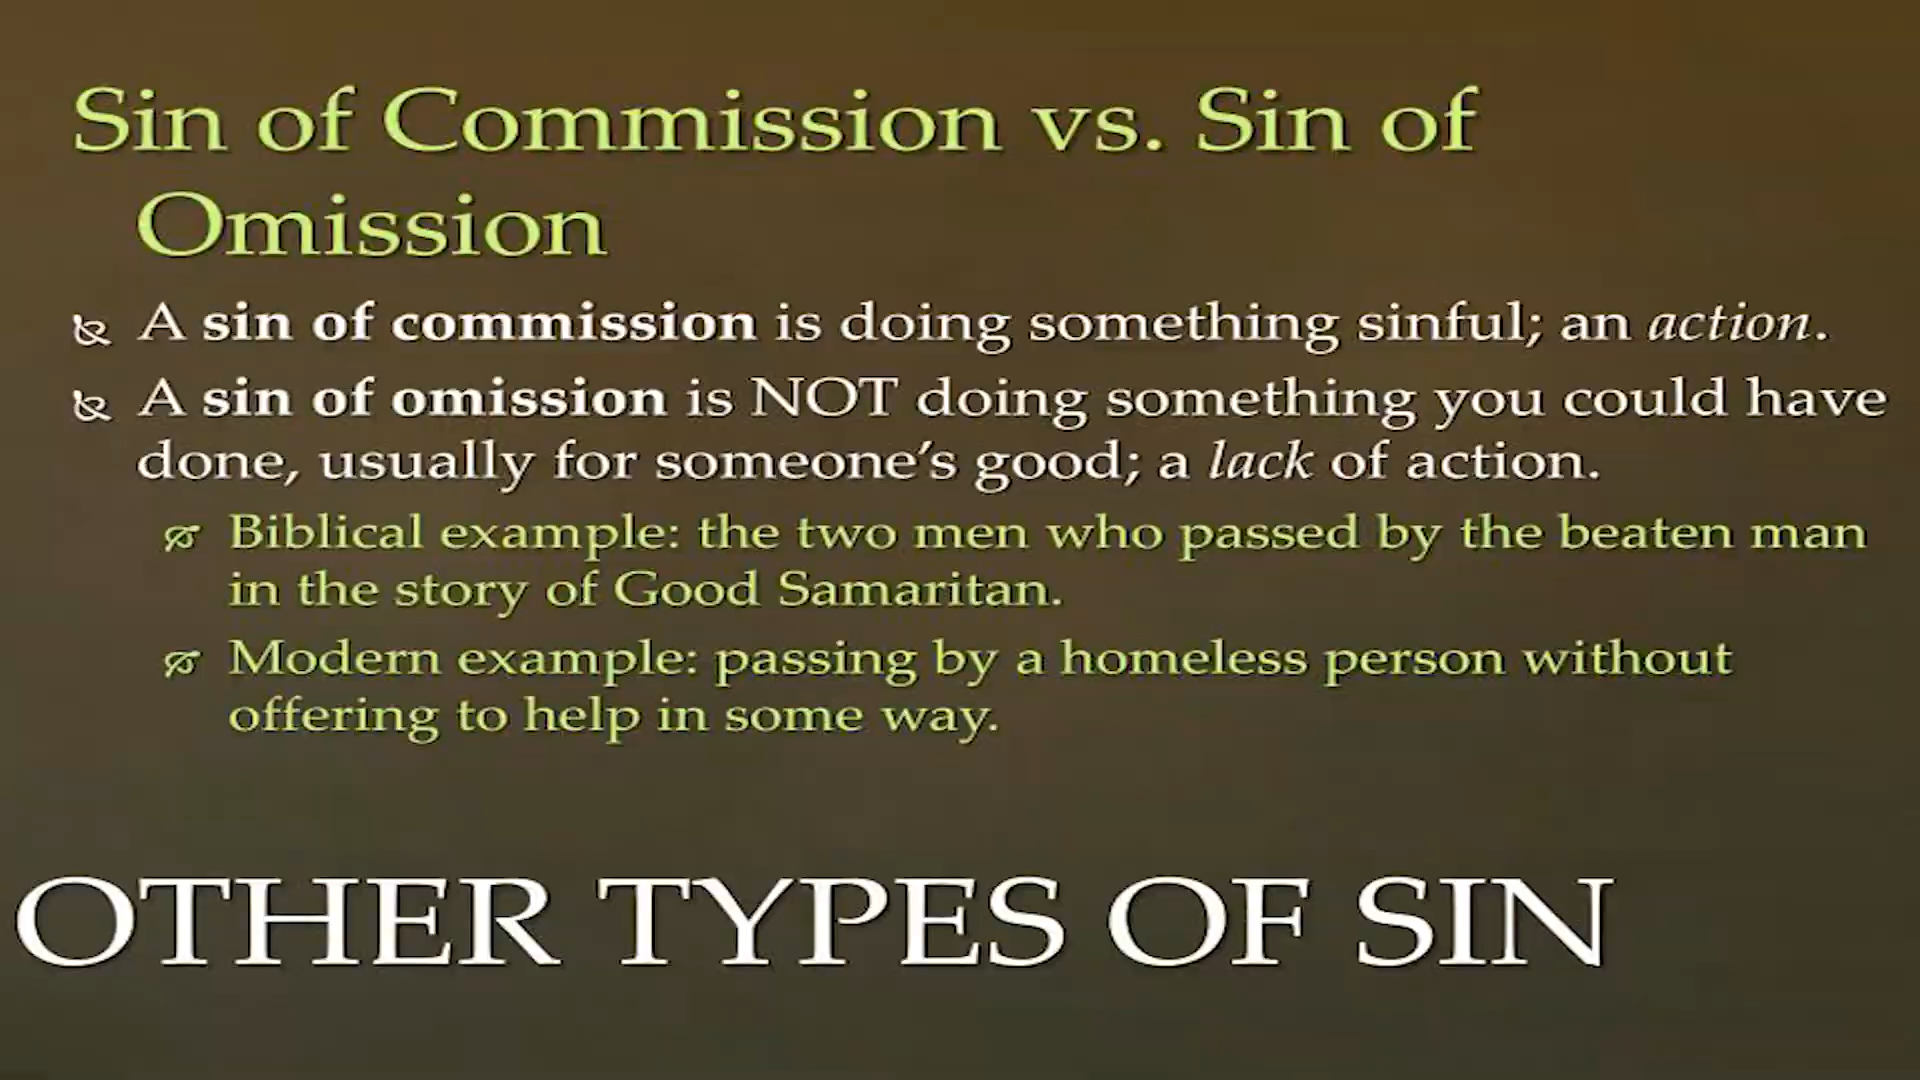 Sin of Commission vs. Sin of
Omission
A sin of commission is doing something sinful; an action.
A sin of omission is NOT doing something you could have
done, usually for someone’s good; a lack of action.
Biblical example: the two men who passed by the beaten man
in the story of Good Samaritan.
Modern example: passing by a homeless person without
offering to help in some way.
OTHER TYPES OF SIN